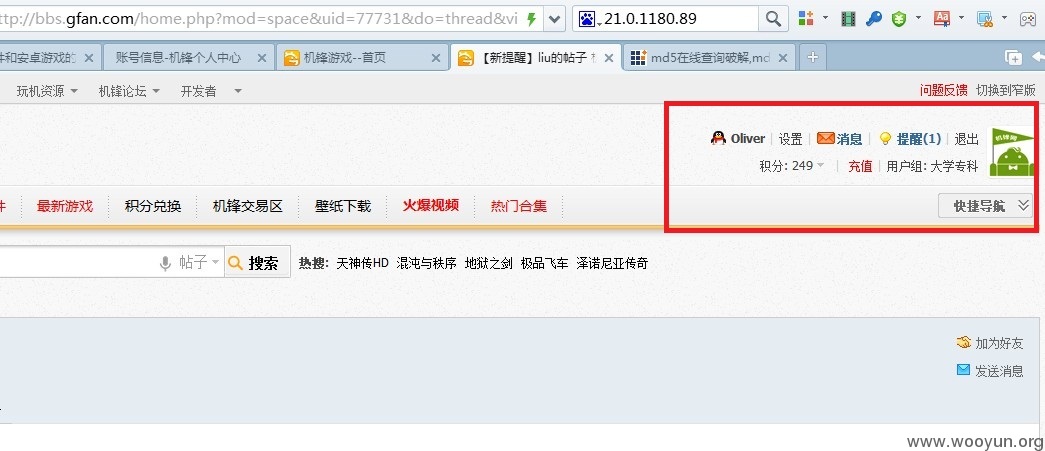 ttp://bbs.gfan.com/home.php?mod=space&uid=77731&do=thread&vi 21.0.1180.89
件和安卓游戏的 账号信息-机锋个人中心 机锋游戏--首页 【新提醒】liu的帖子 md5在线查询破解,md
玩机资源 机锋论坛 开发者 问题反馈 切换到窄版
Oliver 设置 消息 提醒(1) 退出
积分: 249 充值 用户组: 大学专科
件 最新游戏 积分兑换 机锋交易区 壁纸下载 火爆视频 热门合集 快捷导航
帖子 搜索 热搜: 天神传HD 混沌与秩序 地狱之剑 极品飞车 泽诺尼亚传奇
加为好友
发送消息
www.wooyun.org